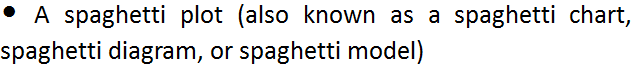 • A spaghetti plot (also known as a spaghetti chart,
spaghetti diagram, or spaghetti model)